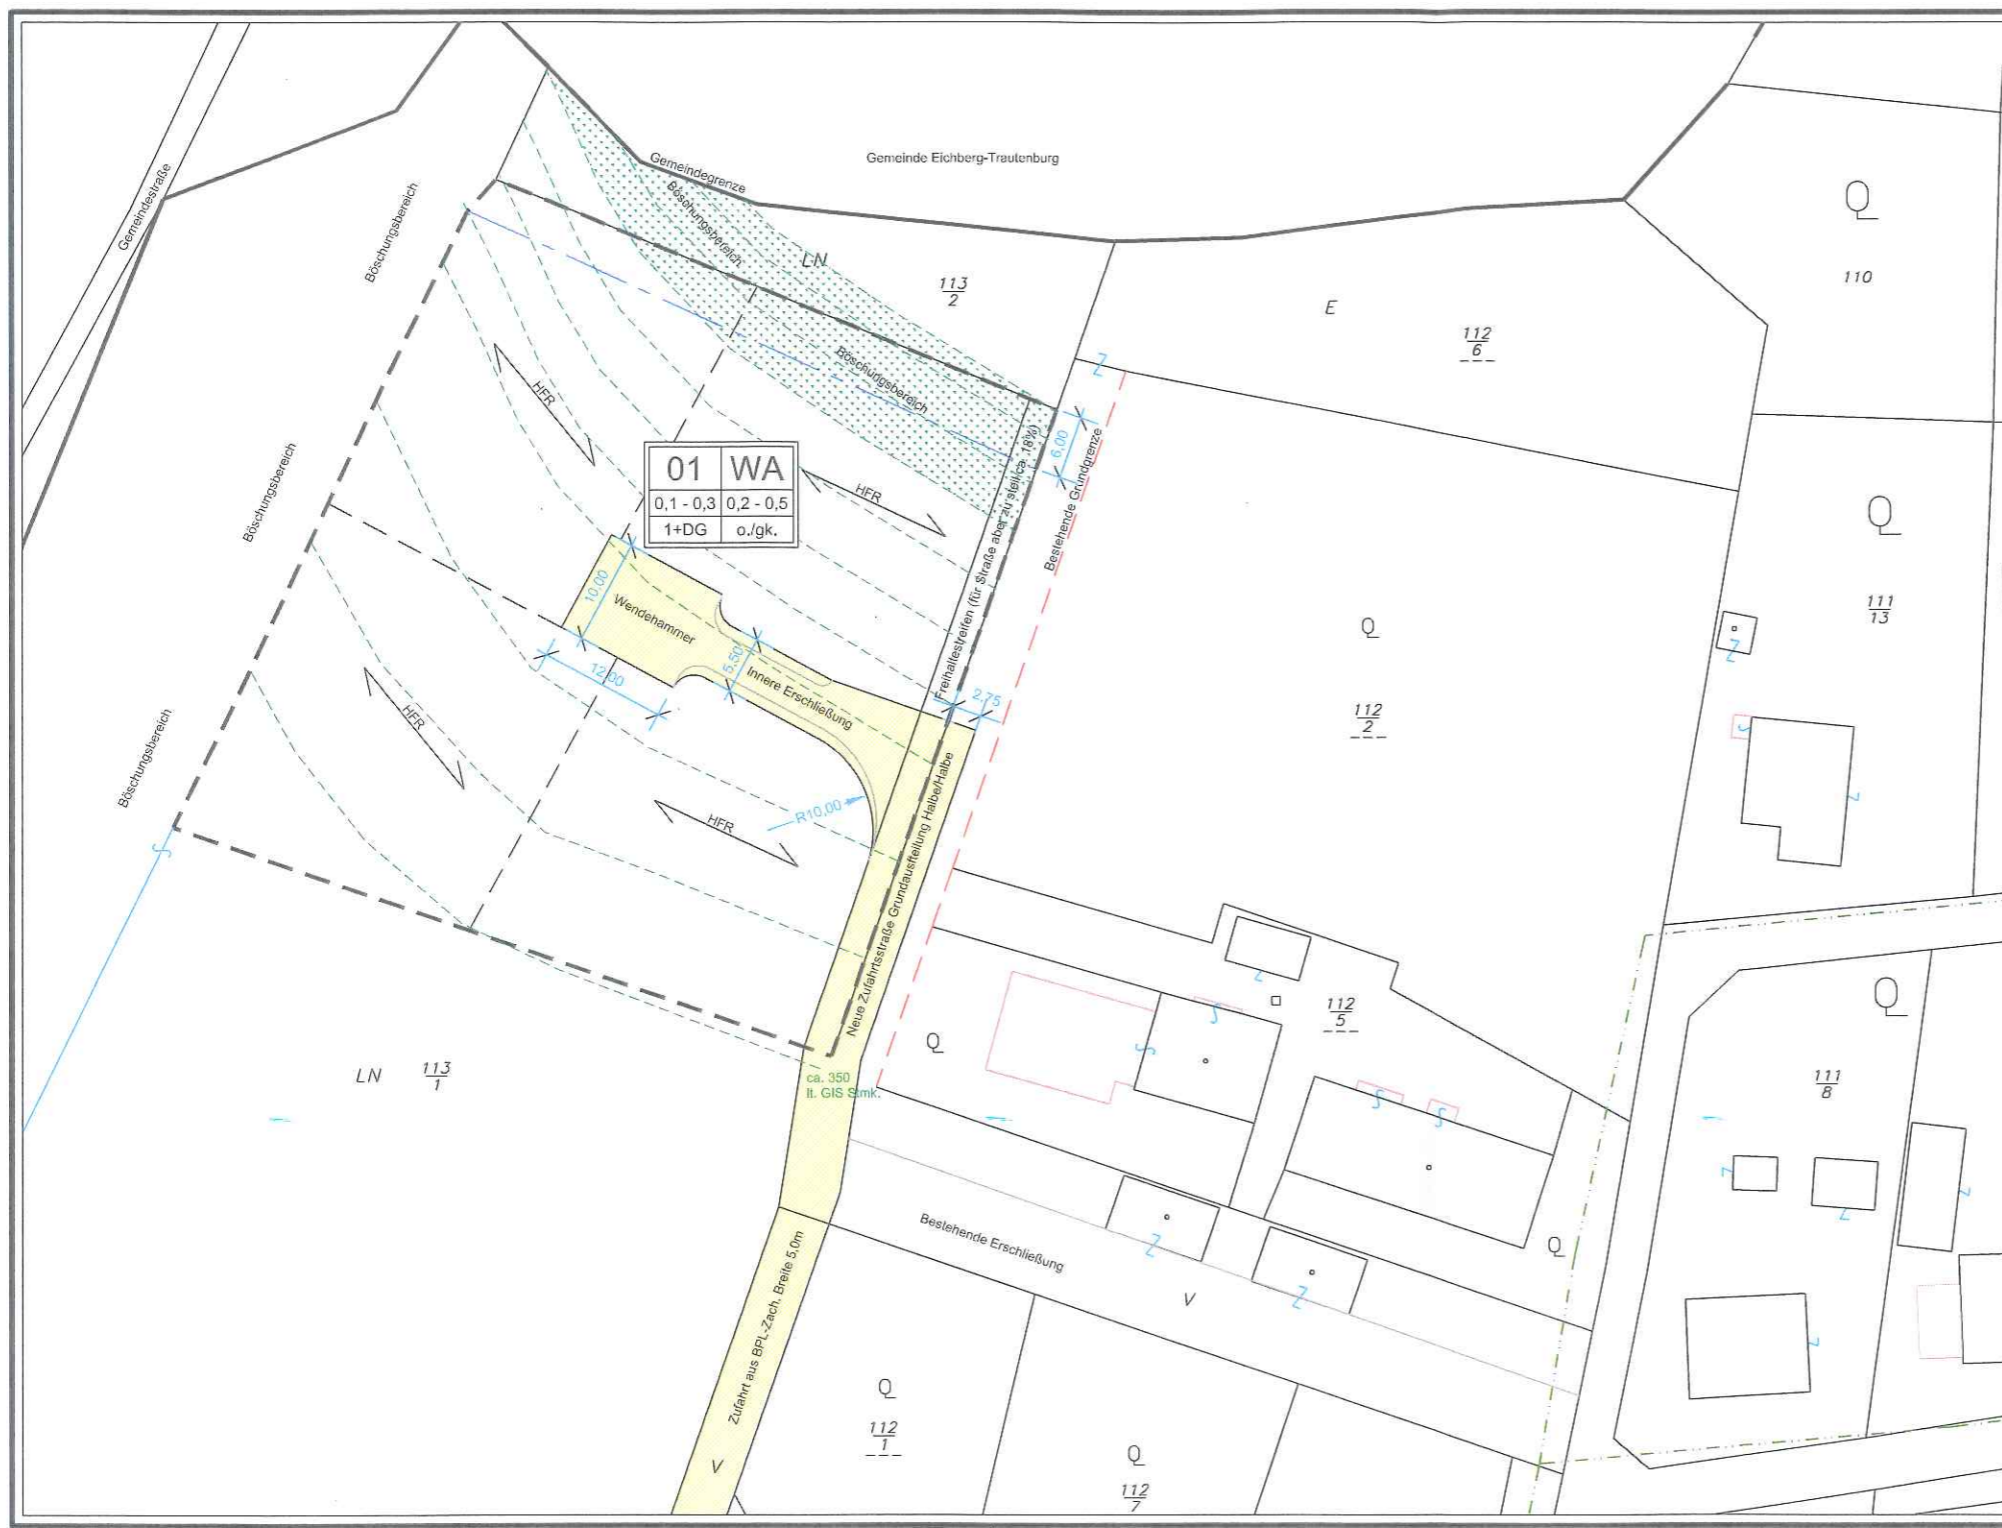 Gemeindestraße
Böschungsbereich
Gemeindegrenze
Böschungsbereich
Gemeinde Eichberg-Trautenburg
LN
113
2
E
112
6
110
Böschungsbereich
HFR
01 WA
0,1 - 0,3 0,2 - 0,5
1+DG o./gk.
HFR
6,00
Freihaltestreifen (für Straße aber zu steil/ca. 18%)
Bestehende Grundgrenze
Böschungsbereich
10,00
Wendehammer
12,00
5,50
Innere Erschließung
2,75
112
2
111
13
HFR
Böschungsbereich
HFR
R10,00
Neue Zufahrtsstraße Grundaufteilung Halbe/Halbe
LN
113
1
ca. 350
lt. GIS Stmk.
112
5
111
8
Bestehende Erschließung
V
Zufahrt aus BPL-Zach. Breite 5,0m
V
112
1
112
7